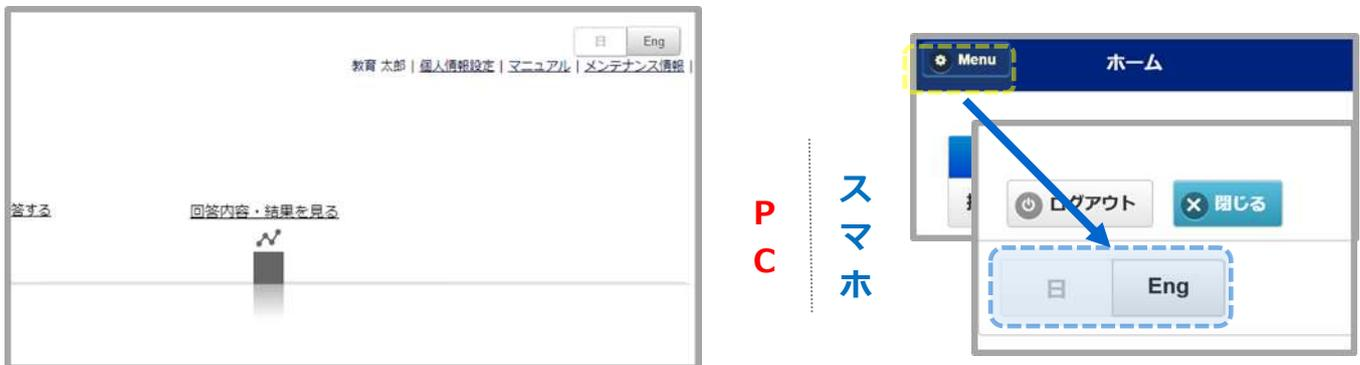 日 Eng
教育 太郎 | 個人情報設定 | マニュアル | メンテナンス情報 |
答する
回答内容・結果を見る
PC
スマホ
Menu
ホーム
ログアウト
閉じる
日 Eng